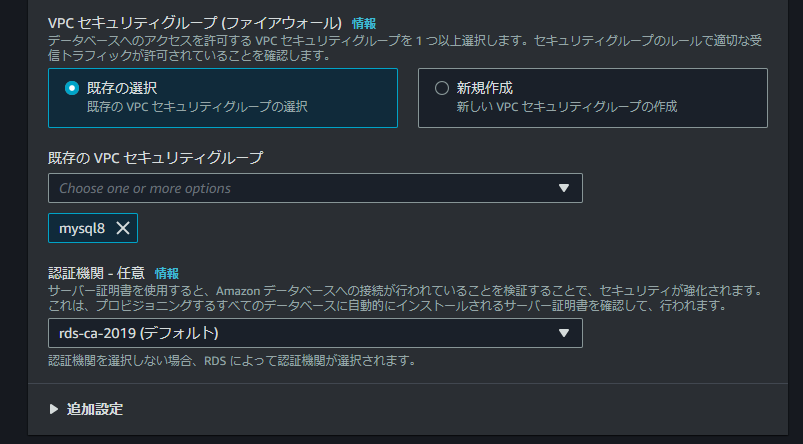 VPC セキュリティグループ (ファイアウォール) 情報
データベースへのアクセスを許可する VPC セキュリティグループを 1 つ以上選択します。セキュリティグループのルールで適切な受
信トラフィックが許可されていることを確認します。
既存の選択
既存の VPC セキュリティグループの選択
新規作成
新しい VPC セキュリティグループの作成
既存の VPC セキュリティグループ
Choose one or more options
mysql8
認証機関 - 任意 情報
サーバー証明書を使用すると、Amazon データベースへの接続が行われていることを検証することで、セキュリティが強化されます。
これは、プロビジョニングするすべてのデータベースに自動的にインストールされるサーバー証明書を確認して、行われます。
rds-ca-2019 (デフォルト)
認証機関を選択しない場合、RDS によって認証機関が選択されます。
追加設定